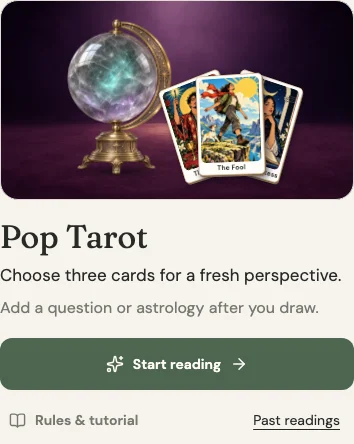 The Fool
Pop Tarot
Choose three cards for a fresh perspective.
Add a question or astrology after you draw.
Start reading
Rules & tutorial
Past readings